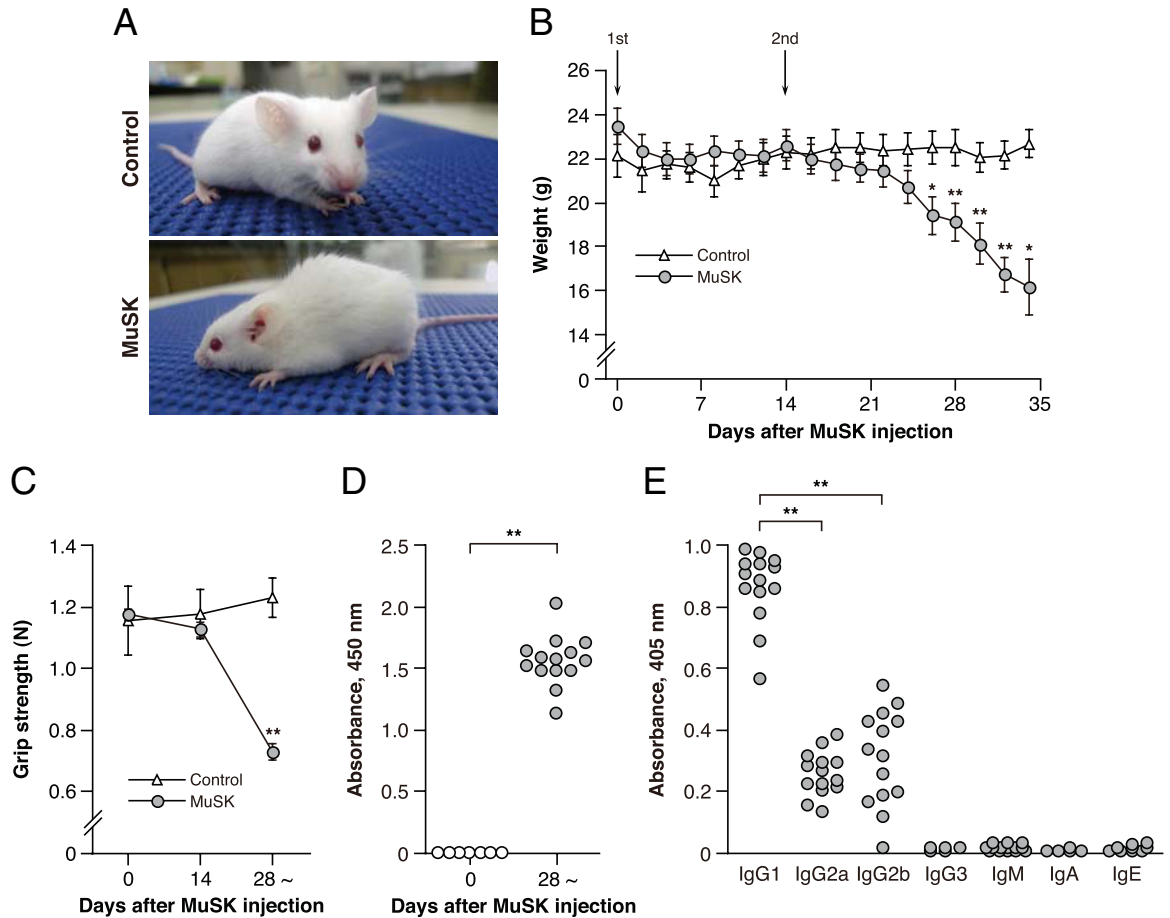 A
Control
MuSK
B
1st
2nd
26
24
22
20
18
16
14
0
Weight (g)
*
**
**
**
*
Control
MuSK
0 7 14 21 28 35
Days after MuSK injection
C
1.4
1.2
1.0
0.8
0.6
0
Grip strength (N)
**
Control
MuSK
0 14 28 ~
Days after MuSK injection
D
**
2.5
2.0
1.5
1.0
0.5
0
Absorbance, 450 nm
0 28 ~
Days after MuSK injection
E
**
**
1.0
0.8
0.6
0.4
0.2
0
Absorbance, 405 nm
IgG1 IgG2a IgG2b IgG3 IgM IgA IgE